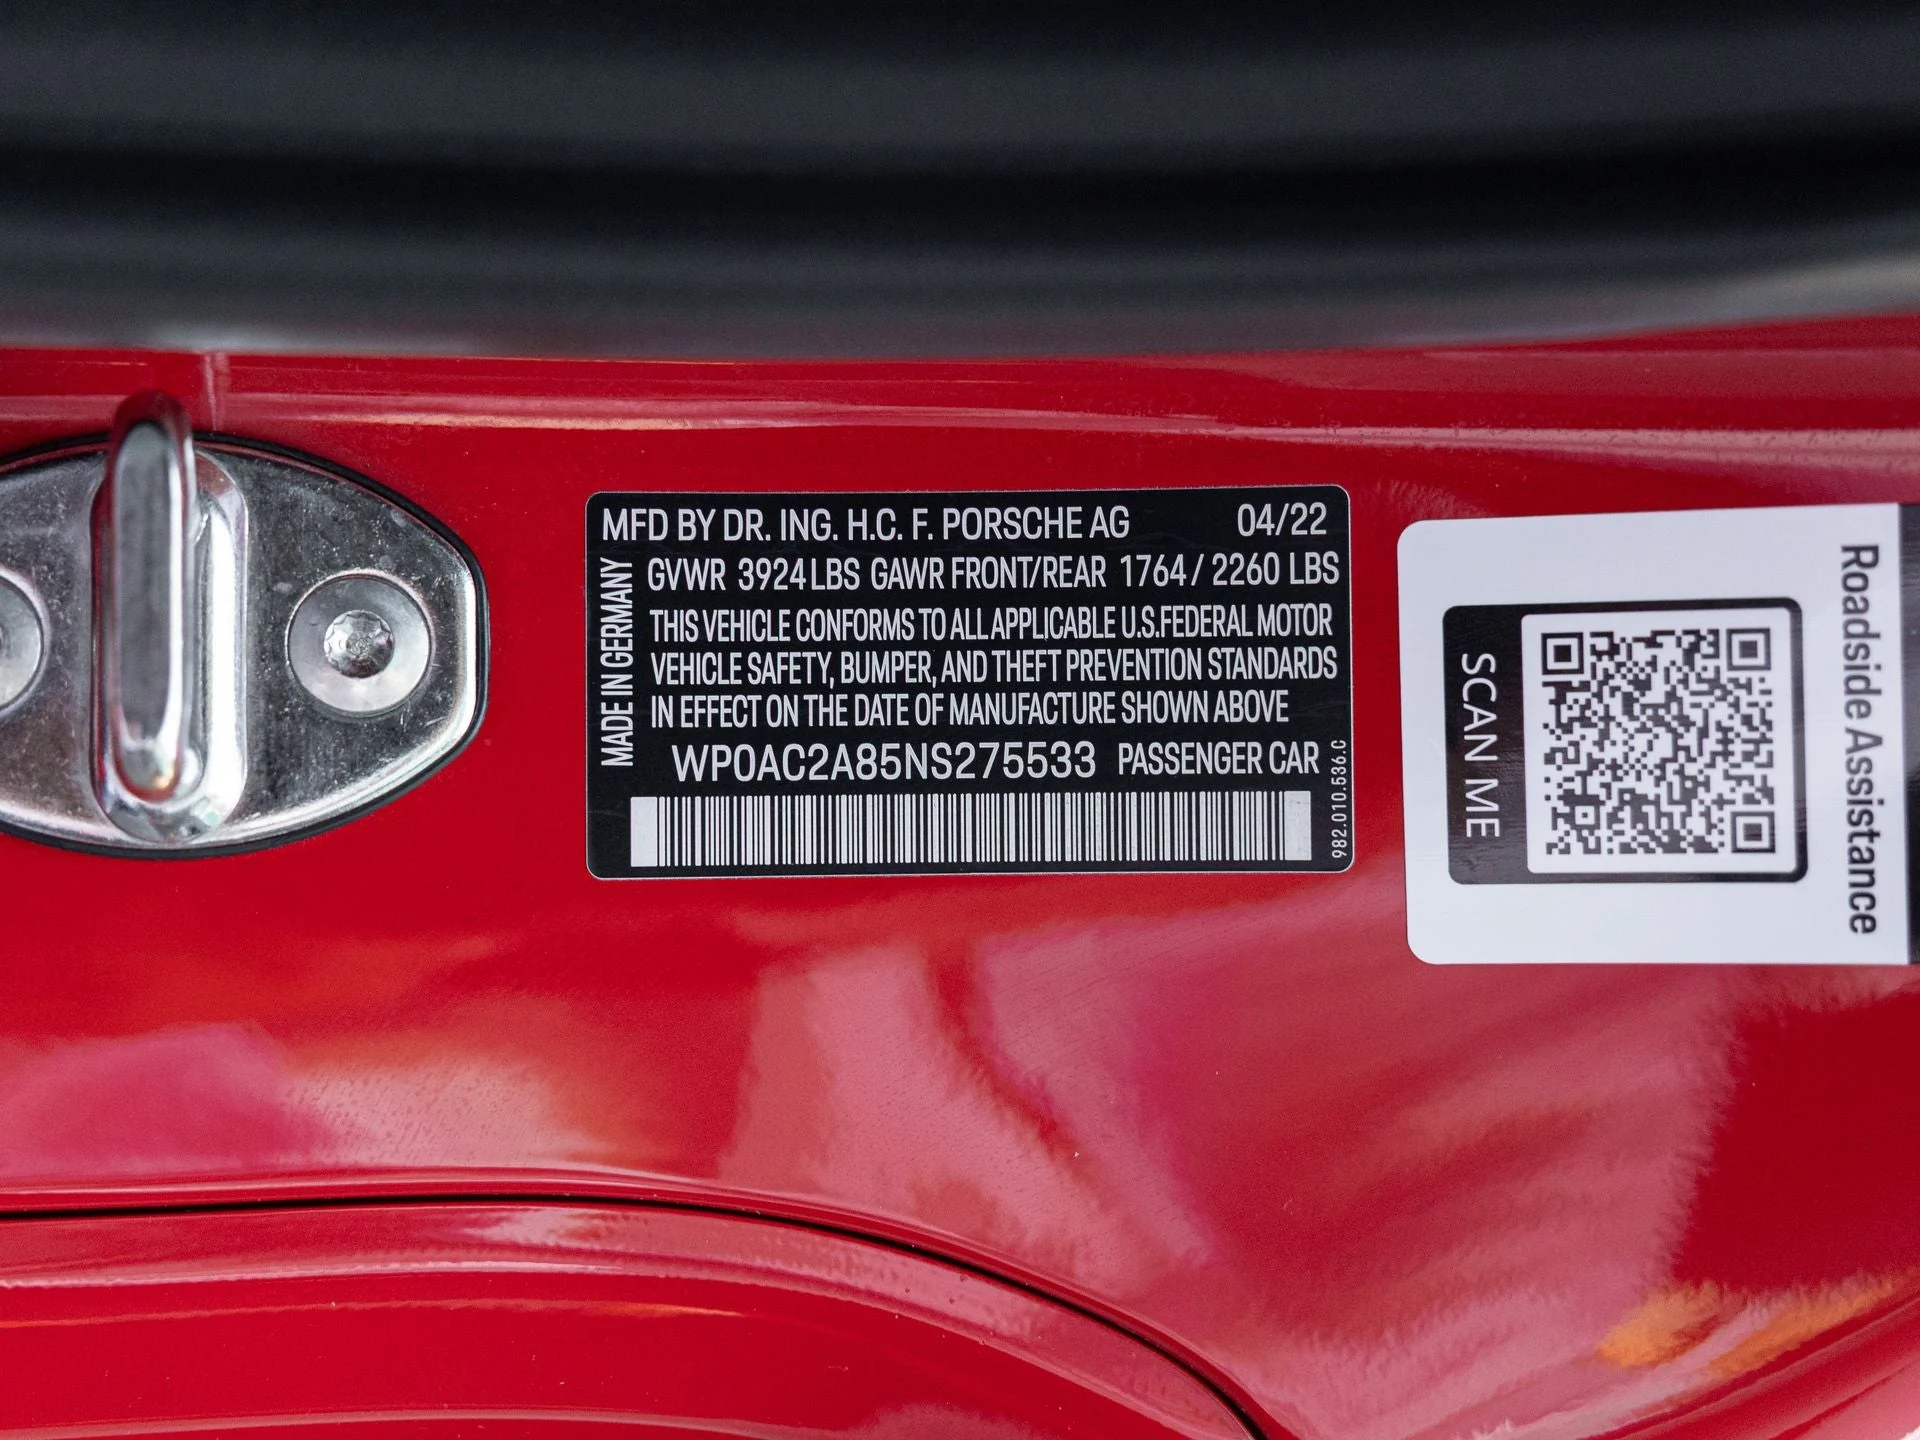 MFD BY DR. ING. H.C. F. PORSCHE AG 04/22
GVWR 3924 LBS GAWR FRONT/REAR 1764 / 2260 LBS
THIS VEHICLE CONFORMS TO ALL APPLICABLE U.S.FEDERAL MOTOR
VEHICLE SAFETY, BUMPER, AND THEFT PREVENTION STANDARDS
IN EFFECT ON THE DATE OF MANUFACTURE SHOWN ABOVE
WP0AC2A85NS275533 PASSENGER CAR
MADE IN GERMANY
982.010.536.C
Roadside Assistance
SCAN ME